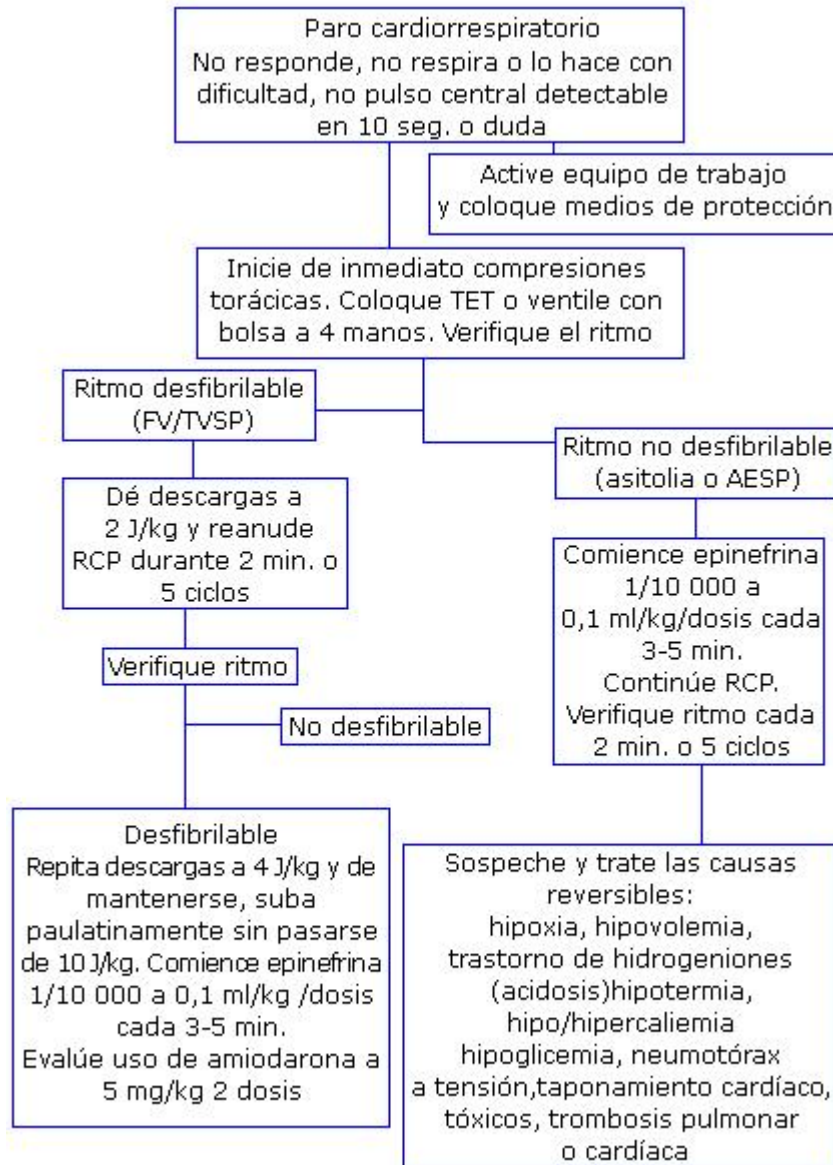 Paro cardiorrespiratorio
No responde, no respira o lo hace con
dificultad, no pulso central detectable
en 10 seg. o duda
Active equipo de trabajo
y coloque medios de protección
Inicie de inmediato compresiones
torácicas. Coloque TET o ventile con
bolsa a 4 manos. Verifique el ritmo
Ritmo desfibrilable
(FV/TVSP)
Dé descargas a
2 J/kg y reanude
RCP durante 2 min. o
5 ciclos
Verifique ritmo
No desfibrilable
Desfibrilable
Repita descargas a 4 J/kg y de
mantenerse, suba
paulatinamente sin pasarse
de 10 J/kg. Comience epinefrina
1/10 000 a 0,1 ml/kg /dosis
cada 3-5 min.
Evalúe uso de amiodarona a
5 mg/kg 2 dosis
Ritmo no desfibrilable
(asitolia o AESP)
Comience epinefrina
1/10 000 a
0,1 ml/kg/dosis cada
3-5 min.
Continúe RCP.
Verifique ritmo cada
2 min. o 5 ciclos
Sospeche y trate las causas
reversibles:
hipoxia, hipovolemia,
trastorno de hidrogeniones
(acidosis)hipotermia,
hipo/hipercaliemia
hipoglicemia, neumotórax
a tensión,taponamiento cardíaco,
tóxicos, trombosis pulmonar
o cardíaca